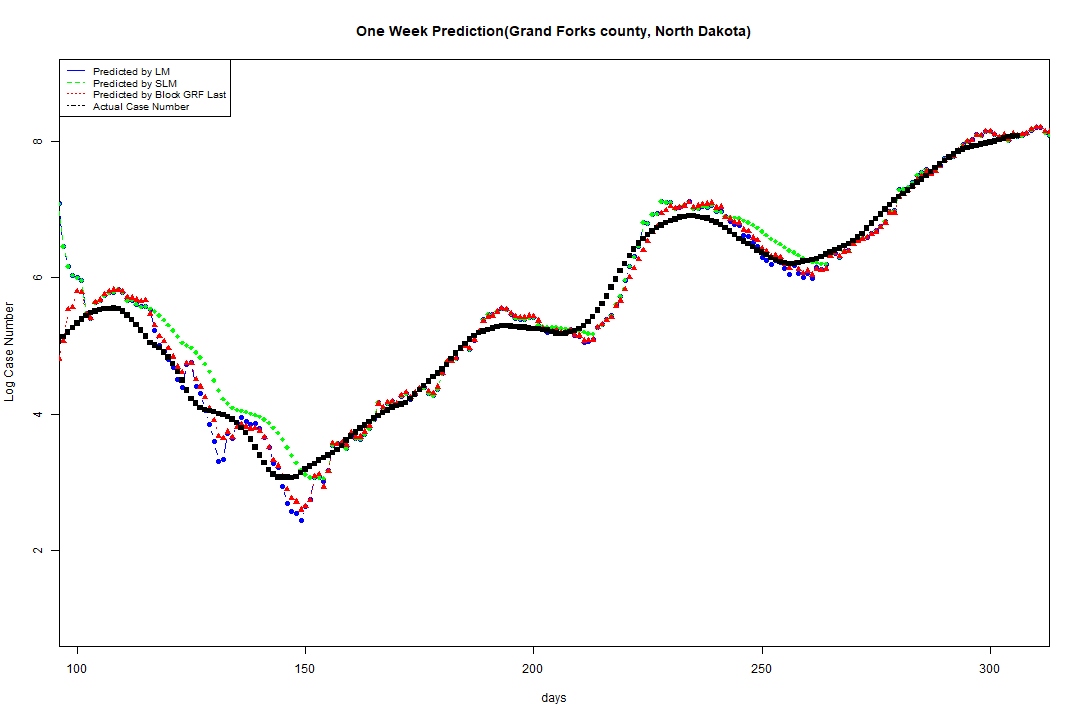 One Week Prediction(Grand Forks county, North Dakota)
Predicted by LM
Predicted by SLM
Predicted by Block GRF Last
Actual Case Number
8
6
4
2
Log Case Number
100 150 200 250 300
days